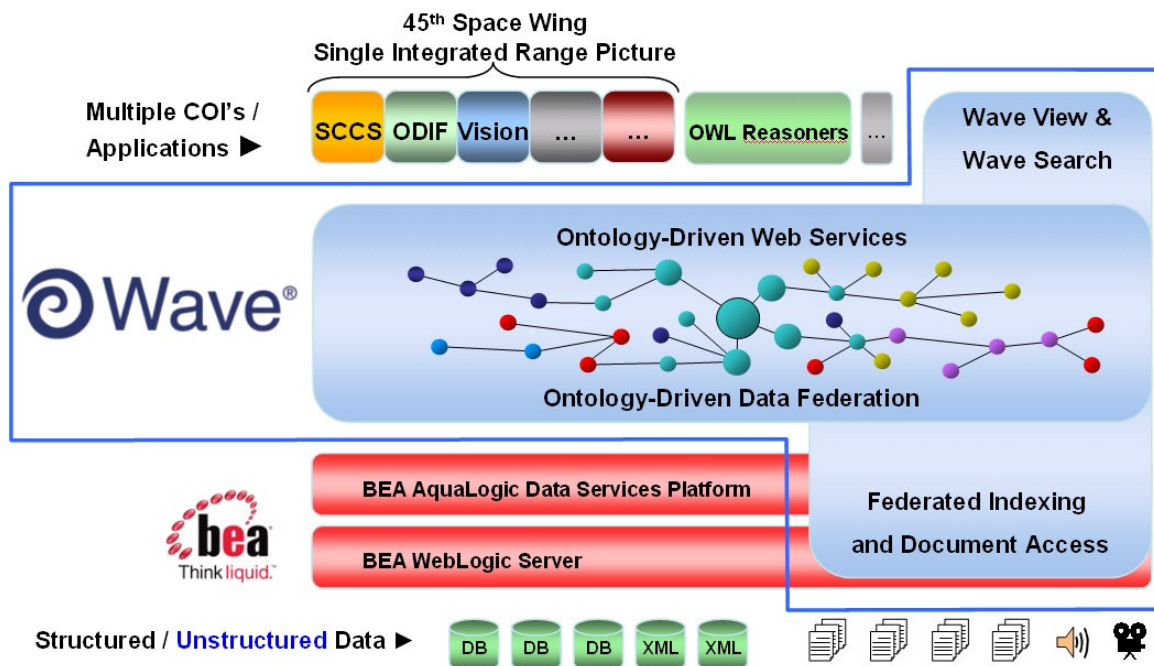 45th Space Wing
Single Integrated Range Picture
Multiple COI's /
Applications ►
SCCS
ODIF
Vision
...
...
OWL Reasoners
...
Wave View &
Wave Search
Wave®
Ontology-Driven Web Services
Ontology-Driven Data Federation
bea™
Think liquid.™
BEA AquaLogic Data Services Platform
BEA WebLogic Server
Federated Indexing
and Document Access
Structured / Unstructured Data ►
DB
DB
DB
XML
XML